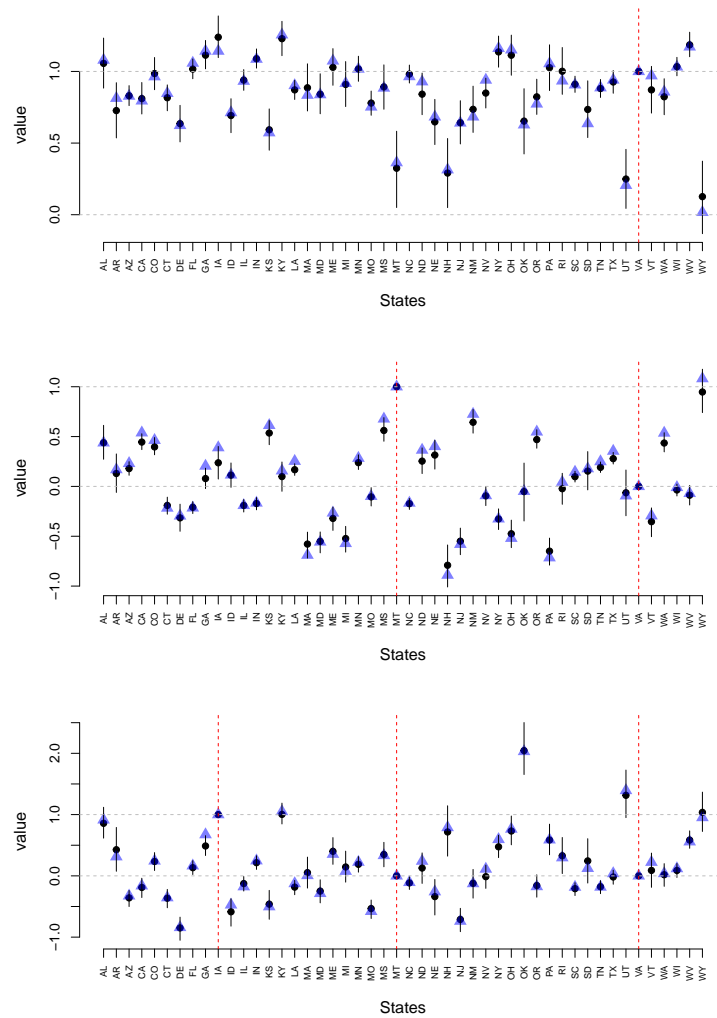 value
0.0 0.5 1.0
AL AR AZ CA CO CT DE FL GA IA ID IL IN KS KY LA MA MD ME MI MN MO MS MT NC ND NE NH NJ NM NV NY OH OK OR PA RI SC SD TN TX UT VA VT WA WI WV WY
States
value
−1.0 −0.5 0.0 0.5 1.0
AL AR AZ CA CO CT DE FL GA IA ID IL IN KS KY LA MA MD ME MI MN MO MS MT NC ND NE NH NJ NM NV NY OH OK OR PA RI SC SD TN TX UT VA VT WA WI WV WY
States
value
−1.0 0.0 1.0 2.0
AL AR AZ CA CO CT DE FL GA IA ID IL IN KS KY LA MA MD ME MI MN MO MS MT NC ND NE NH NJ NM NV NY OH OK OR PA RI SC SD TN TX UT VA VT WA WI WV WY
States